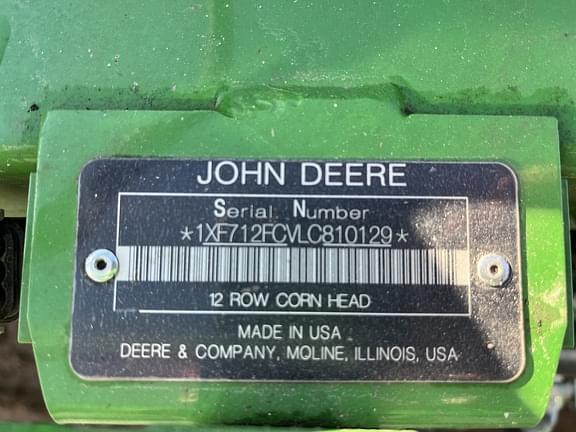 JOHN DEERE
Serial Number
*1XF712FCVLC810129*
12 ROW CORN HEAD
MADE IN USA
DEERE & COMPANY, MOLINE, ILLINOIS, USA